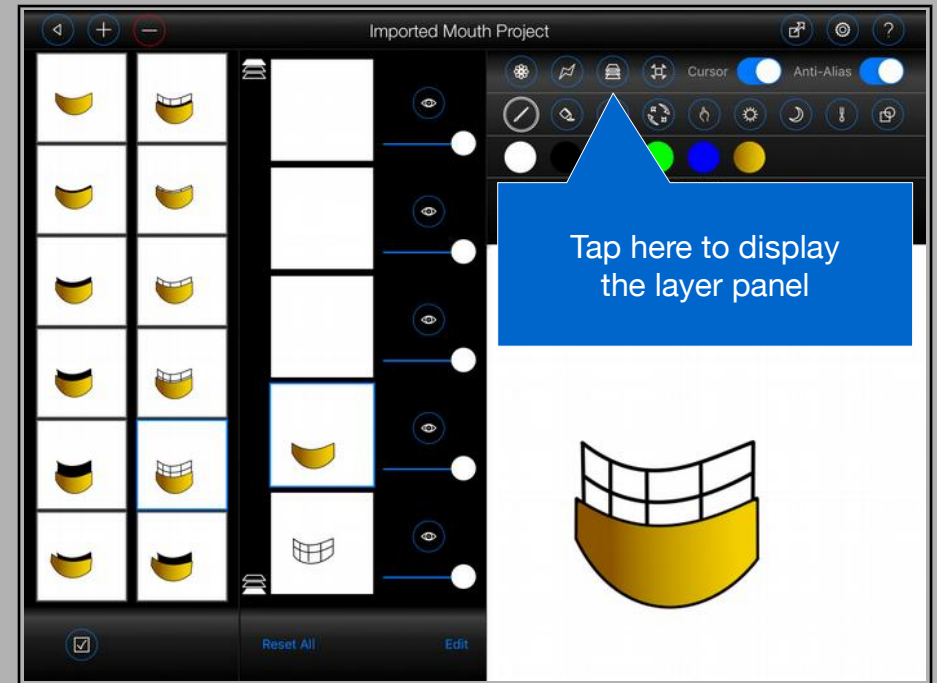 Imported Mouth Project
?
Cursor
Anti-Alias
Tap here to display
the layer panel
Reset All
Edit